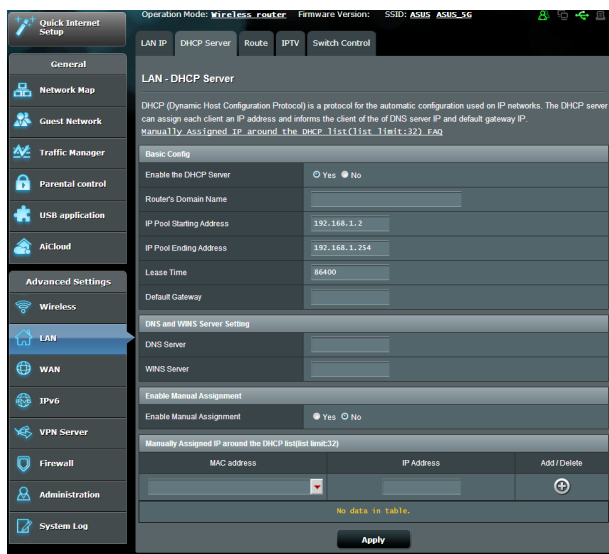 Quick Internet Setup
Operation Mode: Wireless router Firmware Version: SSID: ASUS ASUS_5G
LAN IP DHCP Server Route IPTV Switch Control
General
Network Map
Guest Network
Traffic Manager
Parental control
USB application
AiCloud
Advanced Settings
Wireless
LAN
WAN
IPv6
VPN Server
Firewall
Administration
System Log
LAN - DHCP Server
DHCP (Dynamic Host Configuration Protocol) is a protocol for the automatic configuration used on IP networks. The DHCP server
can assign each client an IP address and informs the client of the of DNS server IP and default gateway IP.
Manually Assigned IP around the DHCP list(list limit:32) FAQ
Basic Config
Enable the DHCP Server Yes No
Router's Domain Name
IP Pool Starting Address 192.168.1.2
IP Pool Ending Address 192.168.1.254
Lease Time 86400
Default Gateway
DNS and WINS Server Setting
DNS Server
WINS Server
Enable Manual Assignment
Enable Manual Assignment Yes No
Manually Assigned IP around the DHCP list(list limit:32)
MAC address IP Address Add / Delete
No data in table.
Apply